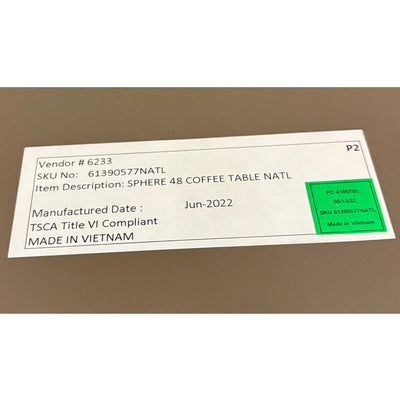 P2
Vendor # 6233
SKU No: 61390577NATL
Item Description: SPHERE 48 COFFEE TABLE NATL
Manufactured Date : Jun-2022
TSCA Title VI Compliant
MADE IN VIETNAM
PO 4166702
06/13/22
SKU 61390577NATL
Made in Vietnam